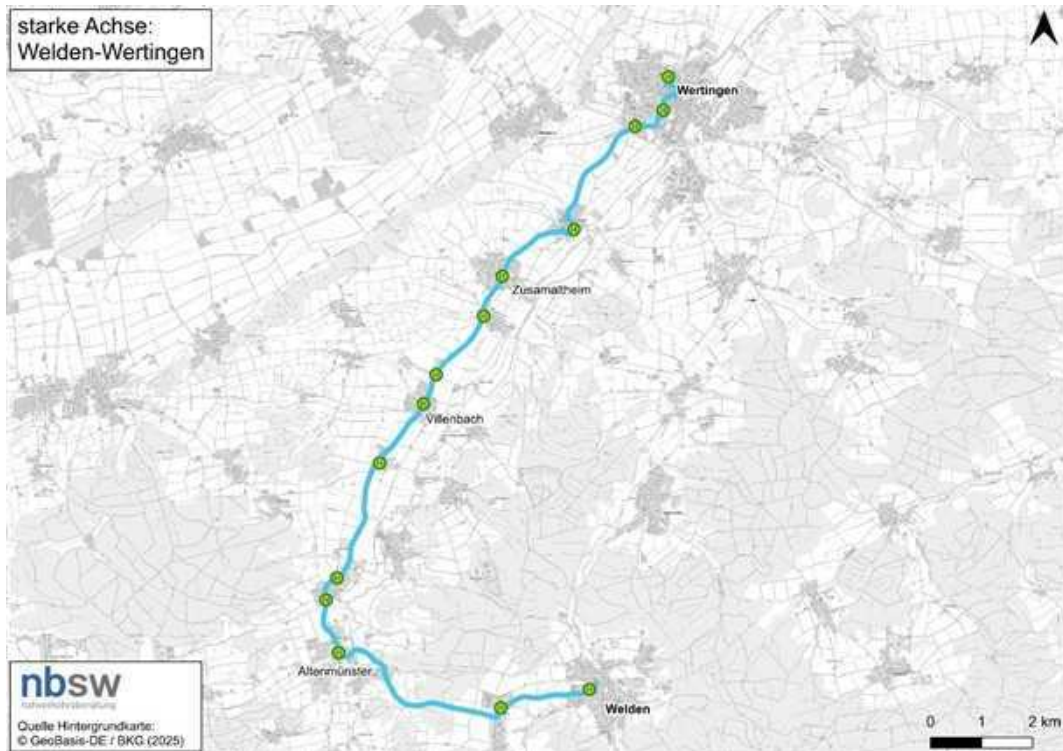 starke Achse:
Welden-Wertingen
Wertingen
Zusamaltheim
Villenbach
Altenmünster
Welden
nbsw
nahverkehrsberatung
Quelle Hintergrundkarte:
© GeoBasis-DE / BKG (2025)
0 1 2 km